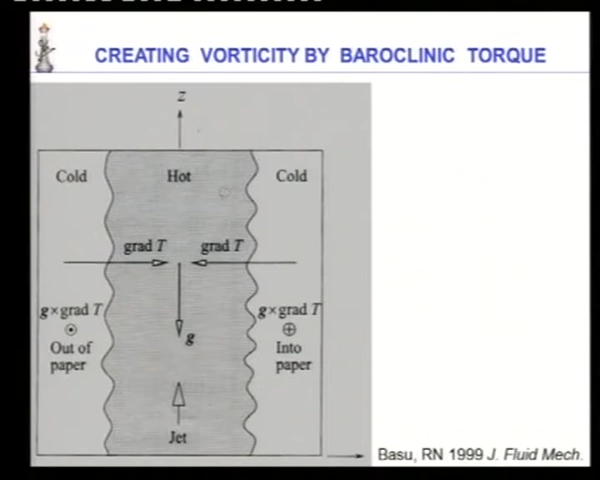 CREATING VORTICITY BY BAROCLINIC TORQUE
z
Cold Hot Cold
grad T grad T
g×grad T g×grad T
g
Out of paper
Into paper
Jet
Basu, RN 1999 J. Fluid Mech.